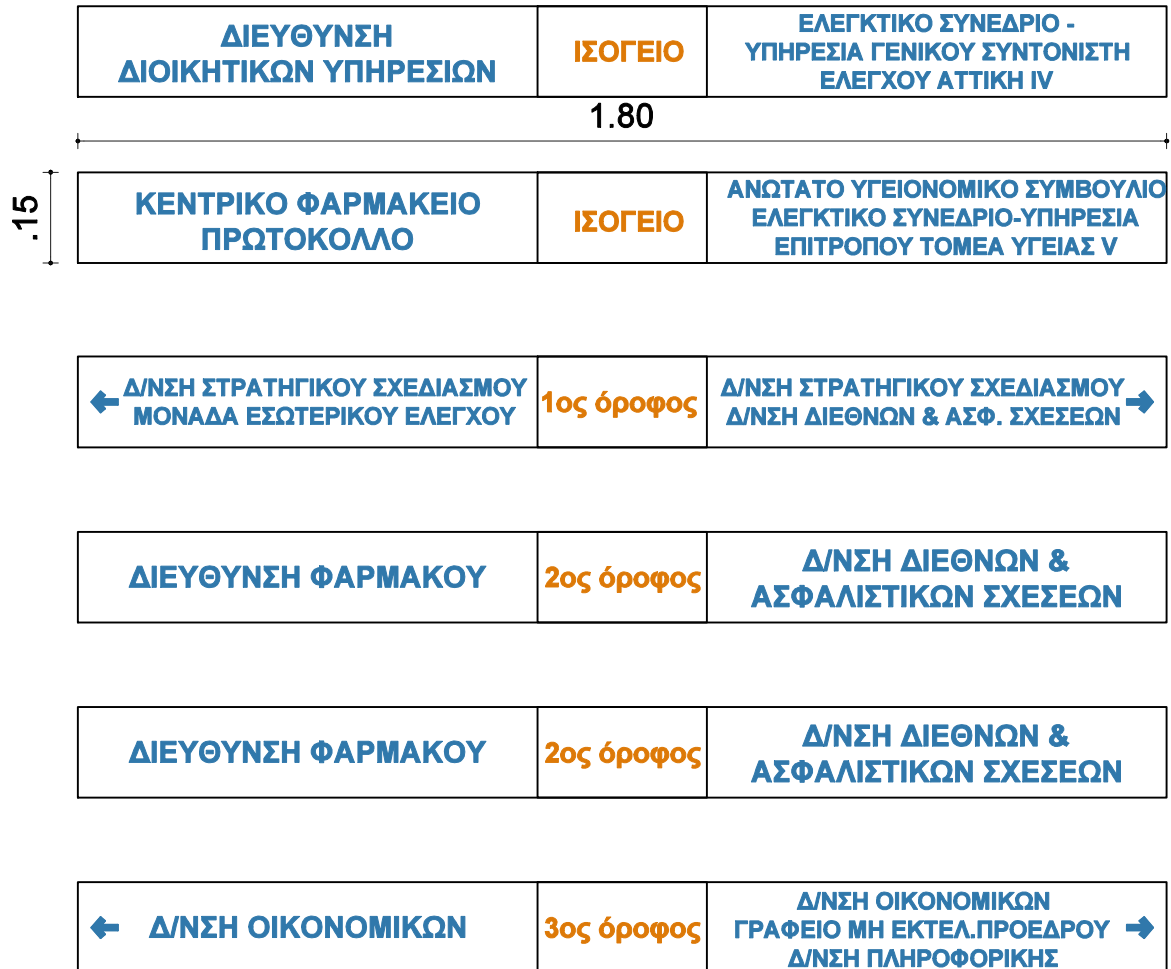 ΔΙΕΥΘΥΝΣΗ
ΔΙΟΙΚΗΤΙΚΩΝ ΥΠΗΡΕΣΙΩΝ
ΙΣΟΓΕΙΟ
ΕΛΕΓΚΤΙΚΟ ΣΥΝΕΔΡΙΟ -
ΥΠΗΡΕΣΙΑ ΓΕΝΙΚΟΥ ΣΥΝΤΟΝΙΣΤΗ
ΕΛΕΓΧΟΥ ΑΤΤΙΚΗ IV
1.80
.15
ΚΕΝΤΡΙΚΟ ΦΑΡΜΑΚΕΙΟ
ΠΡΩΤΟΚΟΛΛΟ
ΙΣΟΓΕΙΟ
ΑΝΩΤΑΤΟ ΥΓΕΙΟΝΟΜΙΚΟ ΣΥΜΒΟΥΛΙΟ
ΕΛΕΓΚΤΙΚΟ ΣΥΝΕΔΡΙΟ-ΥΠΗΡΕΣΙΑ
ΕΠΙΤΡΟΠΟΥ ΤΟΜΕΑ ΥΓΕΙΑΣ V
Δ/ΝΣΗ ΣΤΡΑΤΗΓΙΚΟΥ ΣΧΕΔΙΑΣΜΟΥ
ΜΟΝΑΔΑ ΕΣΩΤΕΡΙΚΟΥ ΕΛΕΓΧΟΥ
1ος όροφος
Δ/ΝΣΗ ΣΤΡΑΤΗΓΙΚΟΥ ΣΧΕΔΙΑΣΜΟΥ
Δ/ΝΣΗ ΔΙΕΘΝΩΝ & ΑΣΦ. ΣΧΕΣΕΩΝ
ΔΙΕΥΘΥΝΣΗ ΦΑΡΜΑΚΟΥ
2ος όροφος
Δ/ΝΣΗ ΔΙΕΘΝΩΝ &
ΑΣΦΑΛΙΣΤΙΚΩΝ ΣΧΕΣΕΩΝ
ΔΙΕΥΘΥΝΣΗ ΦΑΡΜΑΚΟΥ
2ος όροφος
Δ/ΝΣΗ ΔΙΕΘΝΩΝ &
ΑΣΦΑΛΙΣΤΙΚΩΝ ΣΧΕΣΕΩΝ
Δ/ΝΣΗ ΟΙΚΟΝΟΜΙΚΩΝ
3ος όροφος
Δ/ΝΣΗ ΟΙΚΟΝΟΜΙΚΩΝ
ΓΡΑΦΕΙΟ ΜΗ ΕΚΤΕΛ.ΠΡΟΕΔΡΟΥ
Δ/ΝΣΗ ΠΛΗΡΟΦΟΡΙΚΗΣ